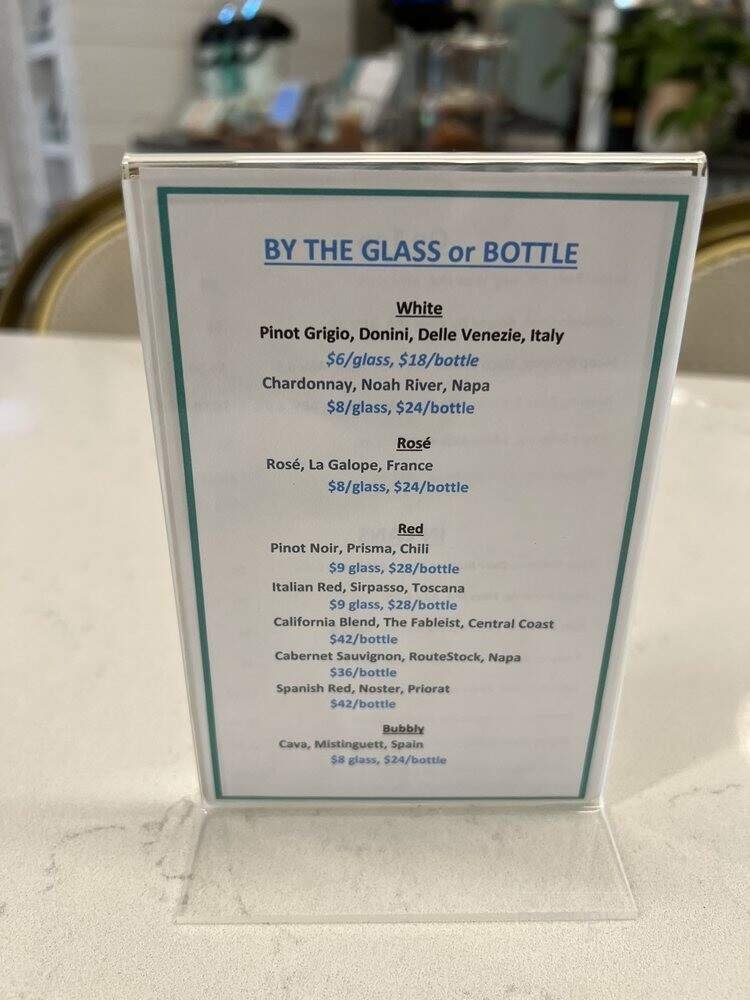 BY THE GLASS or BOTTLE
White
Pinot Grigio, Donini, Delle Venezie, Italy
$6/glass, $18/bottle
Chardonnay, Noah River, Napa
$8/glass, $24/bottle
Rosé
Rosé, La Galope, France
$8/glass, $24/bottle
Red
Pinot Noir, Prisma, Chili
$9 glass, $28/bottle
Italian Red, Sirpasso, Toscana
$9 glass, $28/bottle
California Blend, The Fableist, Central Coast
$42/bottle
Cabernet Sauvignon, RouteStock, Napa
$36/bottle
Spanish Red, Noster, Priorat
$42/bottle
Bubbly
Cava, Mistinguett, Spain
$8 glass, $24/bottle